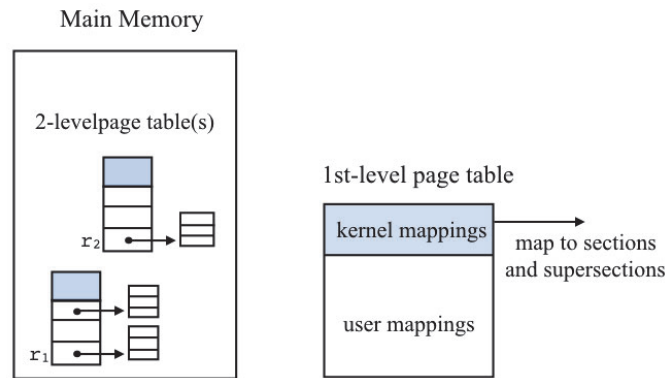 Main Memory
2-levelpage table(s)
r2
r1
1st-level page table
kernel mappings
map to sections
and supersections
user mappings